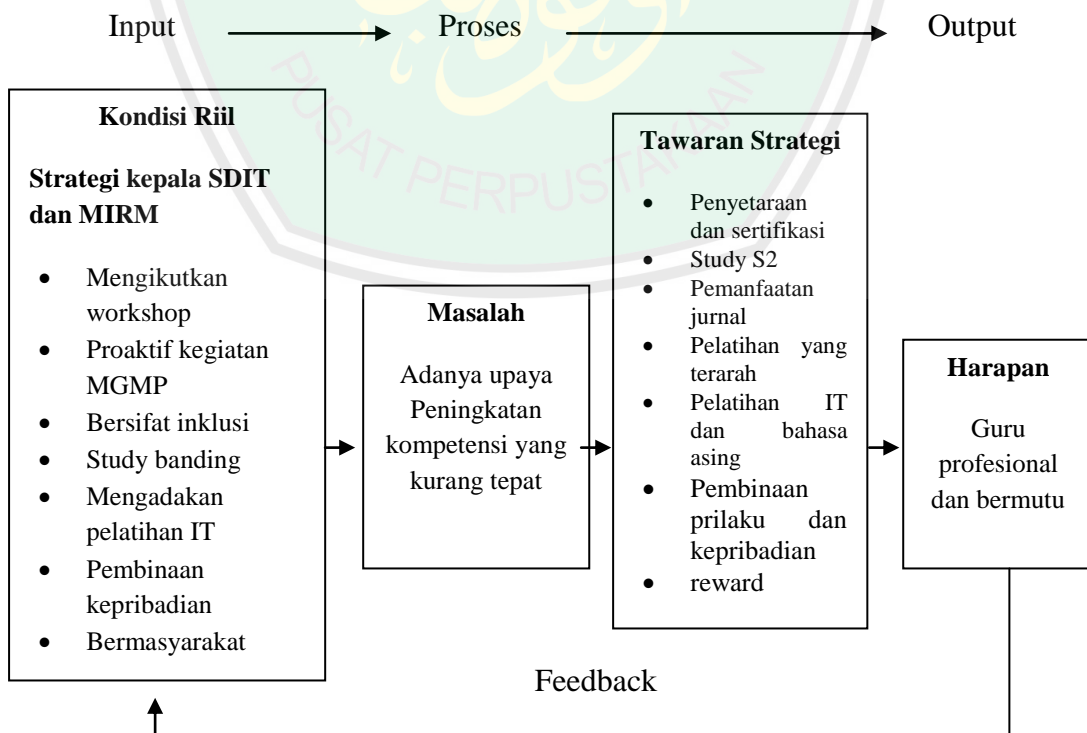 Input Proses Output
Kondisi Riil
Strategi kepala SDIT
dan MIRM
• Mengikutkan
workshop
• Proaktif kegiatan
MGMP
• Bersifat inklusi
• Study banding
• Mengadakan
pelatihan IT
• Pembinaan
kepribadian
• Bermasyarakat
Masalah
Adanya upaya
Peningkatan
kompetensi yang
kurang tepat
Tawaran Strategi
• Penyetaraan
dan sertifikasi
• Study S2
• Pemanfaatan
jurnal
• Pelatihan yang
terarah
• Pelatihan IT
dan bahasa
asing
• Pembinaan
prilaku dan
kepribadian
• reward
Harapan
Guru
profesional
dan bermutu
Feedback
PUSAT PERPUSTAKAAN